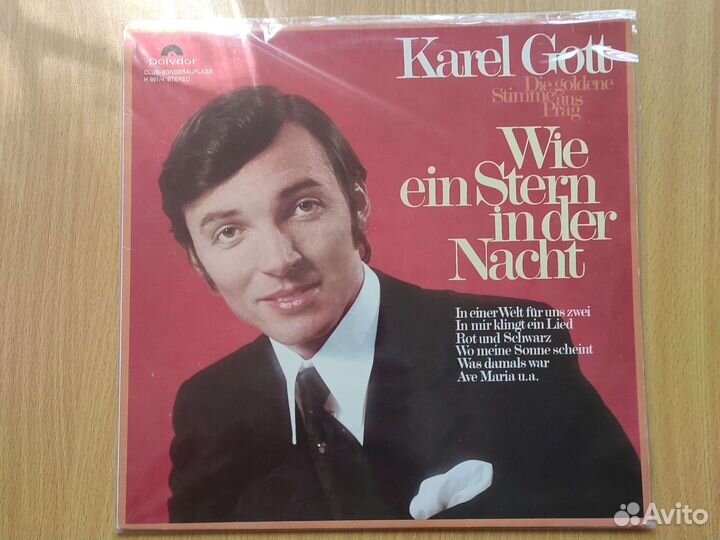 polydor
CLUB-SONDERAUFLAGE
H 891/4 STEREO
Karel Gott
Die goldene
Stimme aus
Prag
Wie
ein Stern
in der
Nacht
In einer Welt für uns zwei
In mir klingt ein Lied
Rot und Schwarz
Wo meine Sonne scheint
Was damals war
Ave Maria u.a.
Avito